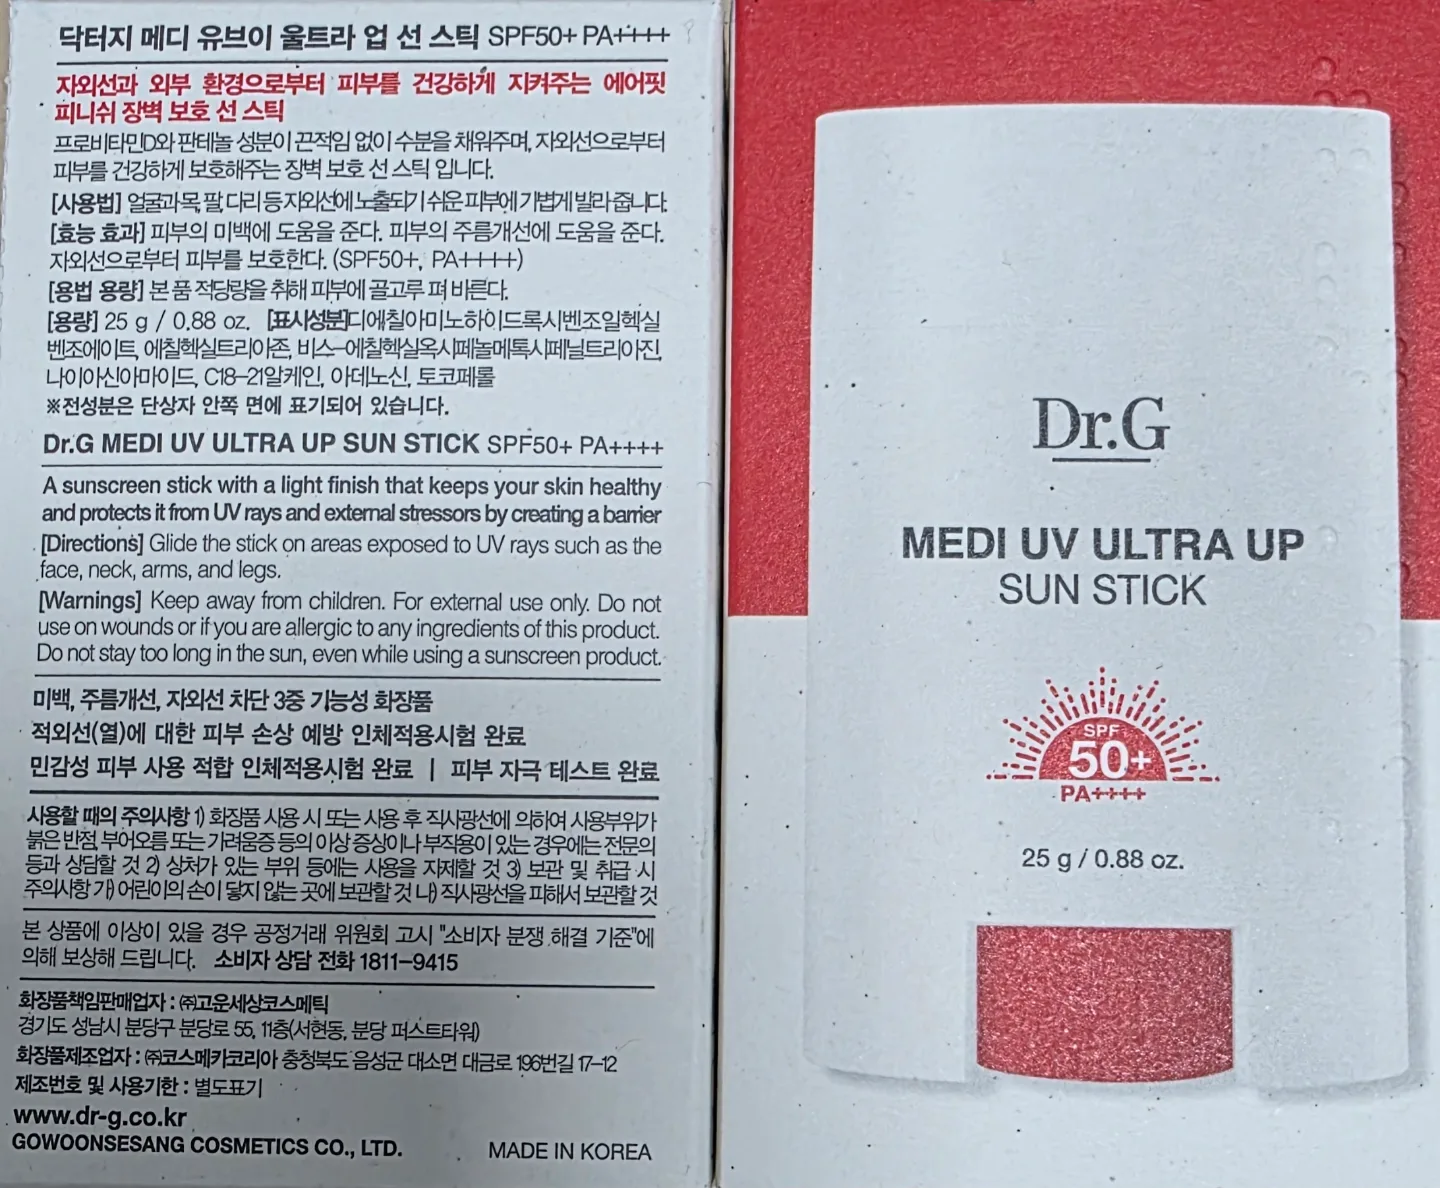 닥터지 메디 유브이 울트라 업 선 스틱 SPF50+ PA++++
자외선과 외부 환경으로부터 피부를 건강하게 지켜주는 에어핏
피니쉬 장벽 보호 선 스틱
프로비타민D와 판테놀 성분이 끈적임 없이 수분을 채워주며, 자외선으로부터
피부를 건강하게 보호해주는 장벽 보호 선 스틱 입니다.
[사용법] 얼굴과 목, 팔, 다리 등 자외선에 노출되기 쉬운 피부에 가볍게 발라 줍니다.
[효능 효과] 피부의 미백에 도움을 준다. 피부의 주름개선에 도움을 준다.
자외선으로부터 피부를 보호한다. (SPF50+, PA++++)
[용법 용량] 본 품 적당량을 취해 피부에 골고루 펴 바른다.
[용량] 25 g / 0.88 oz. [표시성분]디에칠아미노하이드록시벤조일헥실
벤조에이트, 에칠헥실트리아존, 비스-에칠헥실옥시페놀메톡시페닐트리아진,
나이아신아마이드, C18-21알케인, 아데노신, 토코페롤
※전성분은 단상자 안쪽 면에 표기되어 있습니다.
Dr.G MEDI UV ULTRA UP SUN STICK SPF50+ PA++++
A sunscreen stick with a light finish that keeps your skin healthy
and protects it from UV rays and external stressors by creating a barrier
[Directions] Glide the stick on areas exposed to UV rays such as the
face, neck, arms, and legs.
[Warnings] Keep away from children. For external use only. Do not
use on wounds or if you are allergic to any ingredients of this product.
Do not stay too long in the sun, even while using a sunscreen product.
미백, 주름개선, 자외선 차단 3중 기능성 화장품
적외선(열)에 대한 피부 손상 예방 인체적용시험 완료
민감성 피부 사용 적합 인체적용시험 완료 | 피부 자극 테스트 완료
사용할 때의 주의사항 1) 화장품 사용 시 또는 사용 후 직사광선에 의하여 사용부위가
붉은 반점, 부어오름 또는 가려움증 등의 이상 증상이나 부작용이 있는 경우에는 전문의
등과 상담할 것 2) 상처가 있는 부위 등에는 사용을 자제할 것 3) 보관 및 취급 시
주의사항 가) 어린이의 손이 닿지 않는 곳에 보관할 것 나) 직사광선을 피해서 보관할 것
본 상품에 이상이 있을 경우 공정거래 위원회 고시 "소비자 분쟁 해결 기준"에
의해 보상해 드립니다. 소비자 상담 전화 1811-9415
화장품책임판매업자 : ㈜고운세상코스메틱
경기도 성남시 분당구 분당로 55, 11층(서현동, 분당 퍼스트타워)
화장품제조업자 : ㈜코스메카코리아 충청북도 음성군 대소면 대금로 196번길 17-12
제조번호 및 사용기한 : 별도표기
www.dr-g.co.kr
GOWOONSESANG COSMETICS CO., LTD. MADE IN KOREA
Dr.G
MEDI UV ULTRA UP
SUN STICK
SPF
50+
PA++++
25 g / 0.88 oz.